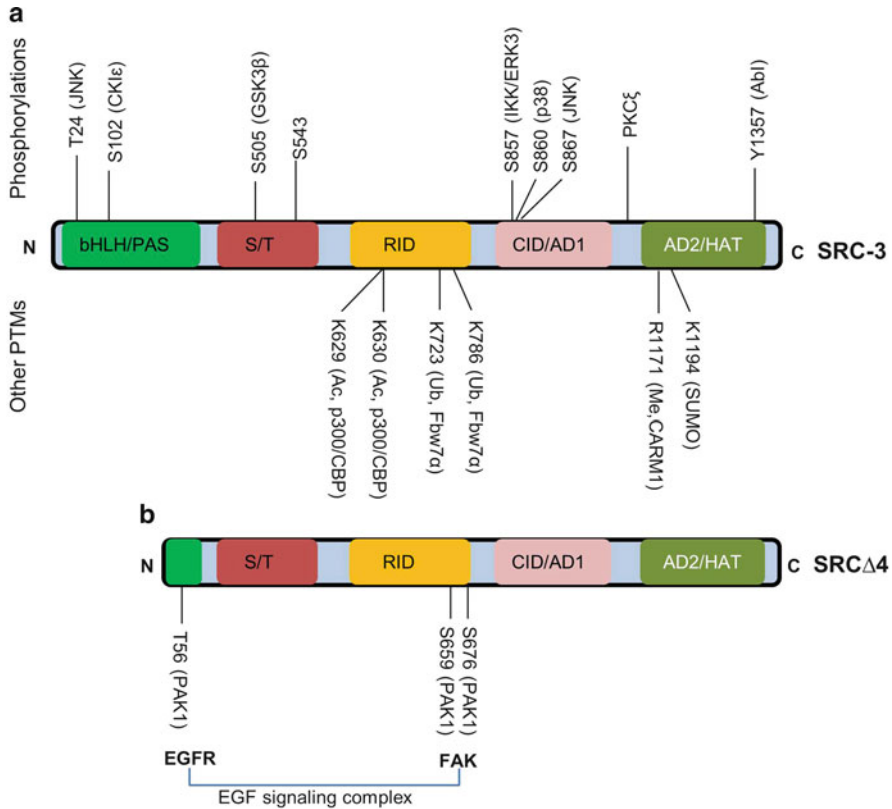 a
Phosphorylations
T24 (JNK)
S102 (CKIε)
S505 (GSK3β)
S543
S857 (IKK/ERK3)
S860 (p38)
S867 (JNK)
PKCξ
Y1357 (Abl)
N
bHLH/PAS
S/T
RID
CID/AD1
AD2/HAT
C
SRC-3
Other PTMs
K629 (Ac, p300/CBP)
K630 (Ac, p300/CBP)
K723 (Ub, Fbw7α)
K786 (Ub, Fbw7α)
R1171 (Me,CARM1)
K1194 (SUMO)
b
N
S/T
RID
CID/AD1
AD2/HAT
C
SRCΔ4
T56 (PAK1)
S659 (PAK1)
S676 (PAK1)
EGFR
FAK
EGF signaling complex